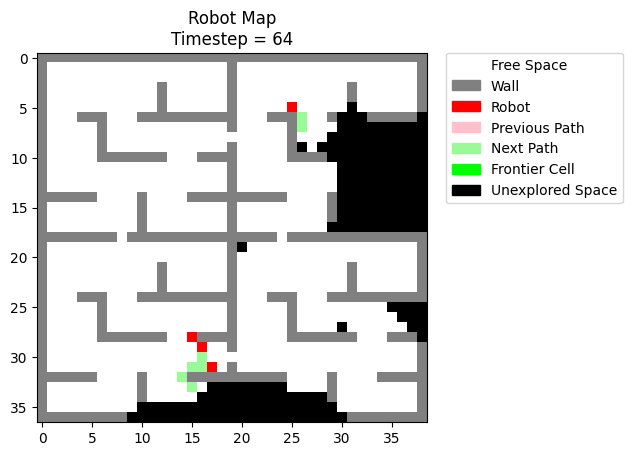 Robot Map
Timestep = 64
Free Space
Wall
Robot
Previous Path
Next Path
Frontier Cell
Unexplored Space
0
5
10
15
20
25
30
35
0
5
10
15
20
25
30
35